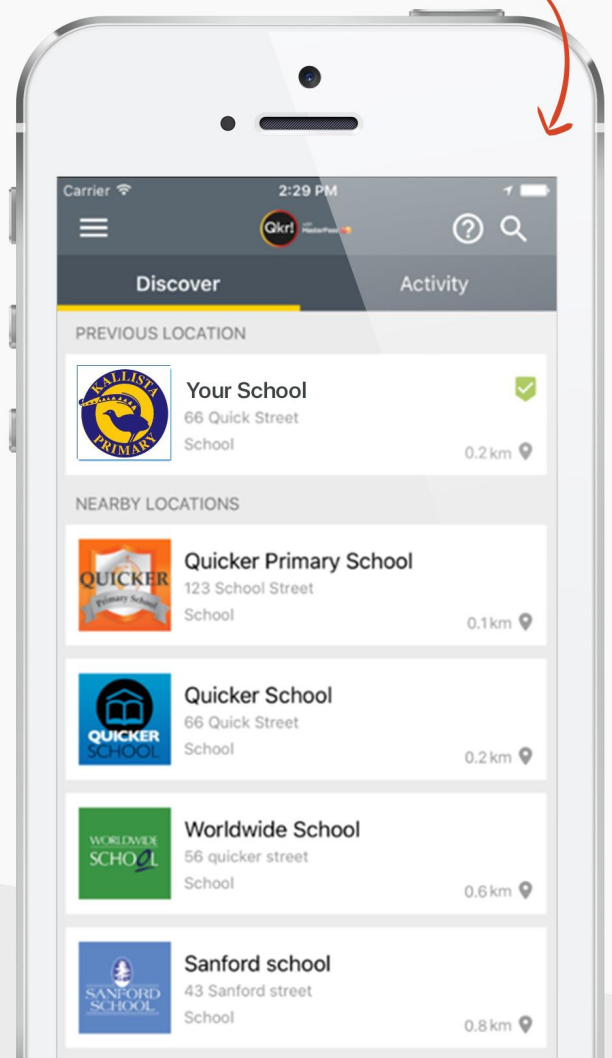 Carrier 2:29 PM
Qkr! with MasterPass
Discover Activity
PREVIOUS LOCATION
KALLISTA
PRIMARY
Your School
66 Quick Street
School
0.2 km
NEARBY LOCATIONS
QUICKER
Primary School
Quicker Primary School
123 School Street
School
0.1 km
QUICKER
SCHOOL
Quicker School
66 Quick Street
School
0.2 km
WORLDWIDE
SCHOOL
Worldwide School
56 quicker street
School
0.6 km
SANFORD
SCHOOL
Sanford school
43 Sanford street
School
0.8 km